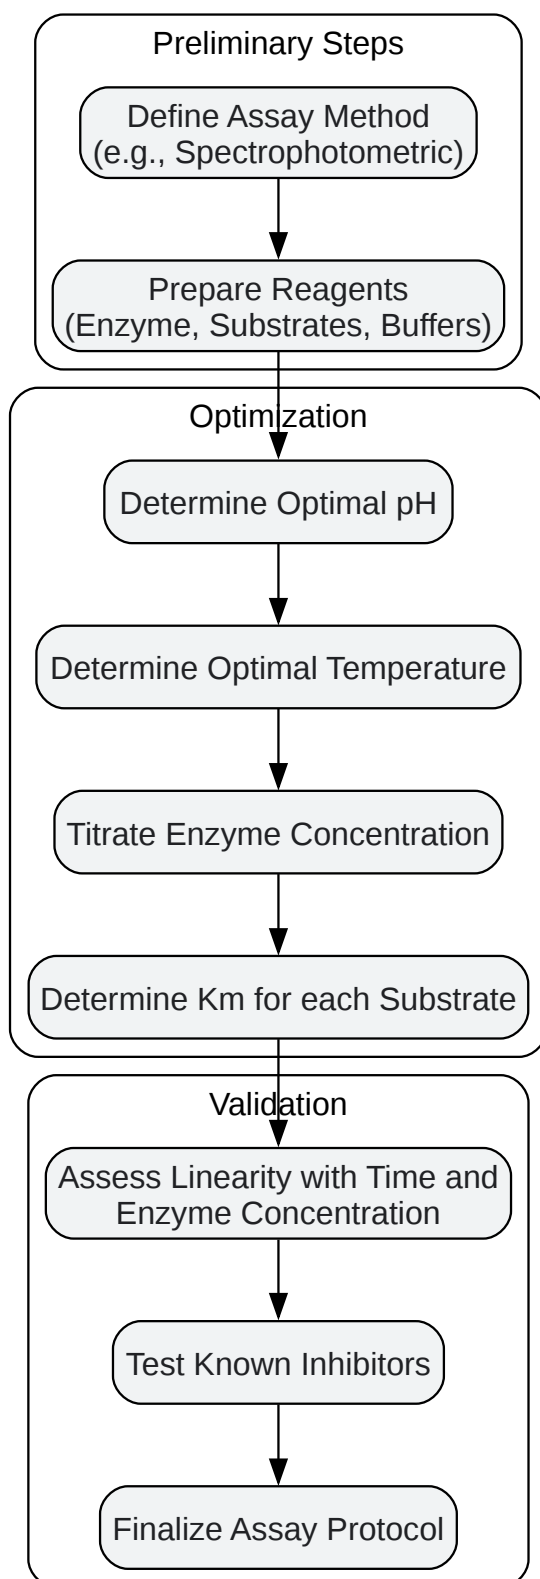 Preliminary Steps
Define Assay Method
(e.g., Spectrophotometric)
Prepare Reagents
(Enzyme, Substrates, Buffers)
Optimization
Determine Optimal pH
Determine Optimal Temperature
Titrate Enzyme Concentration
Determine Km for each Substrate
Validation
Assess Linearity with Time and
Enzyme Concentration
Test Known Inhibitors
Finalize Assay Protocol